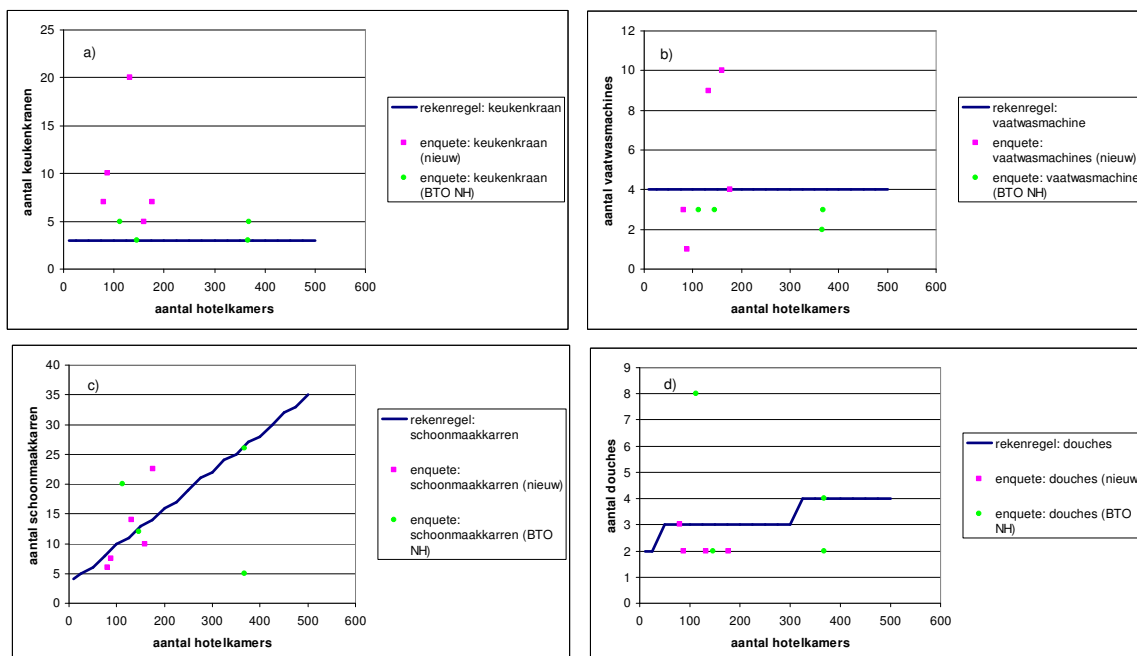 a)
25
20
15
10
5
0
0 100 200 300 400 500 600
aantal keukenkranen
aantal hotelkamers
rekenregel: keukenkraan
enquete: keukenkraan
(nieuw)
enquete: keukenkraan
(BTO NH)
b)
12
10
8
6
4
2
0
0 100 200 300 400 500 600
aantal vaatwasmachines
aantal hotelkamers
rekenregel:
vaatwasmachine
enquete:
vaatwasmachines (nieuw)
enquete: vaatwasmachine
(BTO NH)
c)
40
35
30
25
20
15
10
5
0
0 100 200 300 400 500 600
aantal schoonmaakkarren
aantal hotelkamers
rekenregel:
schoonmaakkarren
enquete:
schoonmaakkarren (nieuw)
enquete:
schoonmaakkarren (BTO
NH)
d)
9
8
7
6
5
4
3
2
1
0
0 100 200 300 400 500 600
aantal douches
aantal hotelkamers
rekenregel: douches
enquete: douches (nieuw
enquete: douches (BTO
NH)